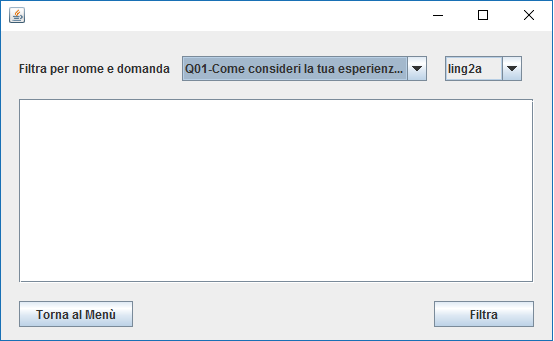 Filtra per nome e domanda Q01-Come consideri la tua esperienz... ling2a
Torna al Menù Filtra